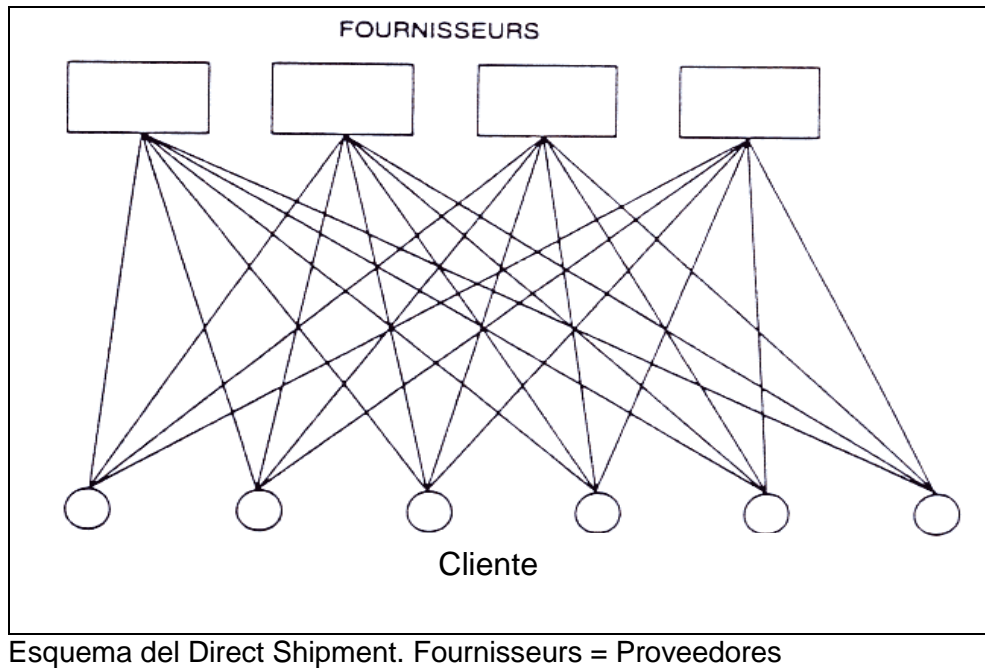 FOURNISSEURS
Cliente
Esquema del Direct Shipment. Fournisseurs = Proveedores